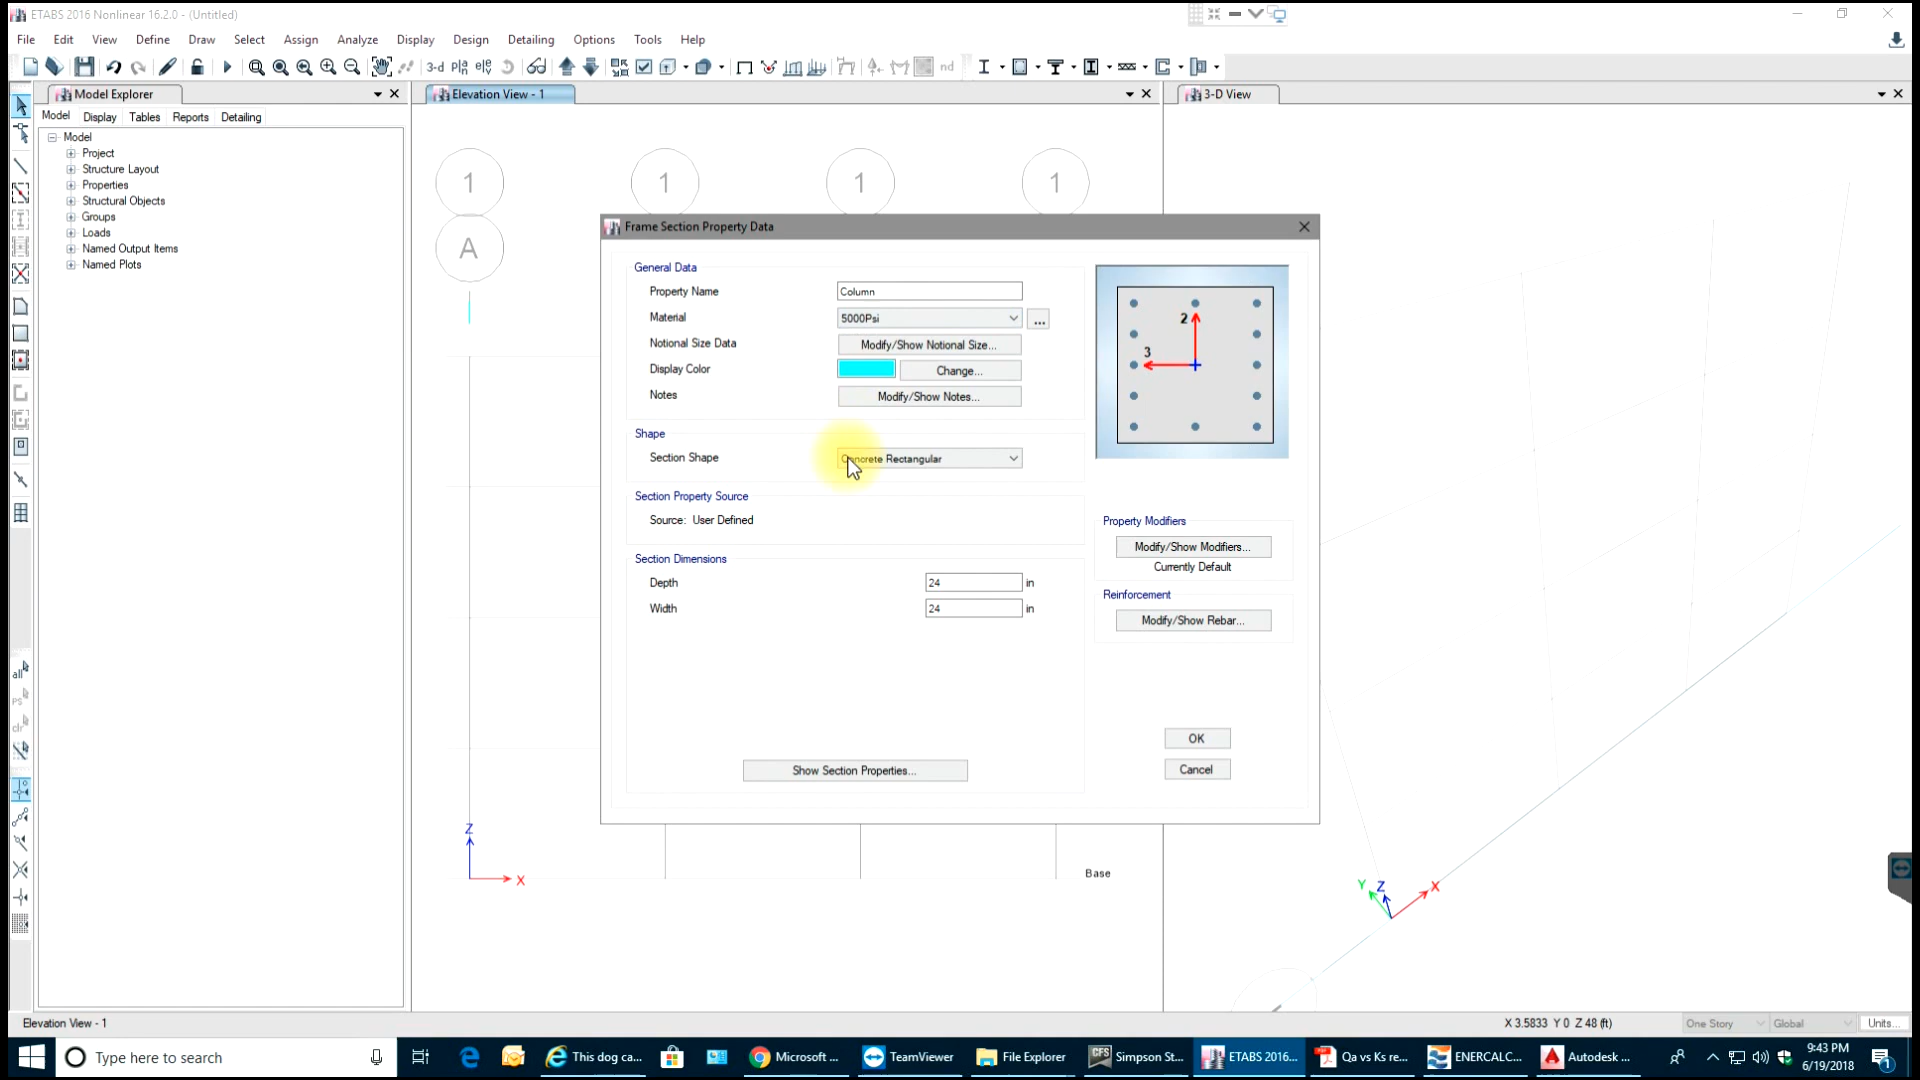 ETABS 2016 Nonlinear 16.2.0 - (Untitled)
File Edit View Define Draw Select Assign Analyze Display Design Detailing Options Tools Help
3-d nd
Model Explorer
Elevation View - 1
3-D View
Model Display Tables Reports Detailing
Model
Project
Structure Layout
Properties
Structural Objects
Groups
Loads
Named Output Items
Named Plots
1 1 1 1
A
Frame Section Property Data
General Data
Property Name Column
Material 5000Psi ...
Notional Size Data Modify/Show Notional Size...
Display Color Change...
Notes Modify/Show Notes...
2
3
Shape
Section Shape Concrete Rectangular
Section Property Source
Source: User Defined
Section Dimensions
Depth 24 in
Width 24 in
Property Modifiers
Modify/Show Modifiers...
Currently Default
Reinforcement
Modify/Show Rebar...
OK
Cancel
Show Section Properties...
Z
X
Base
Y Z X
all
PS
clr
Elevation View - 1
X 3.5833 Y 0 Z 48 (ft)
One Story Global Units...
Type here to search
This dog ca... Microsoft ... TeamViewer File Explorer CFS Simpson St... ETABS 2016... Qa vs Ks re... ENERCALC... Autodesk ...
9:43 PM
6/19/2018
1